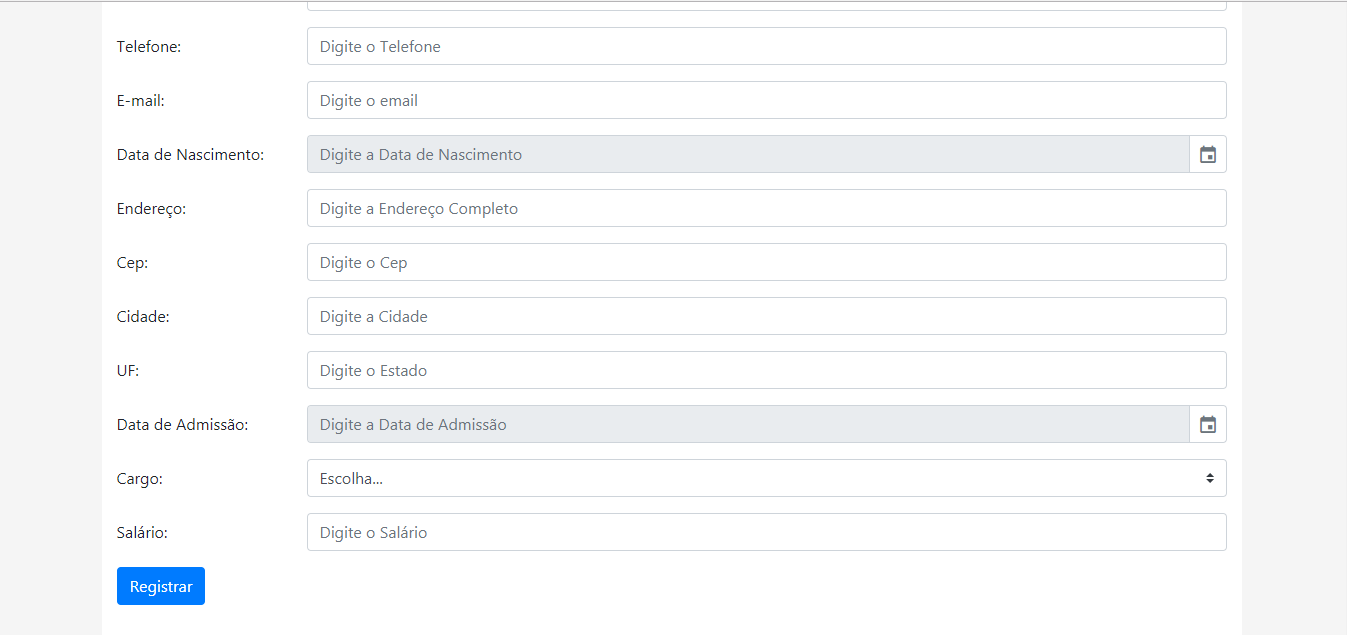 Telefone: Digite o Telefone
E-mail: Digite o email
Data de Nascimento: Digite a Data de Nascimento
Endereço: Digite a Endereço Completo
Cep: Digite o Cep
Cidade: Digite a Cidade
UF: Digite o Estado
Data de Admissão: Digite a Data de Admissão
Cargo: Escolha...
Salário: Digite o Salário
Registrar